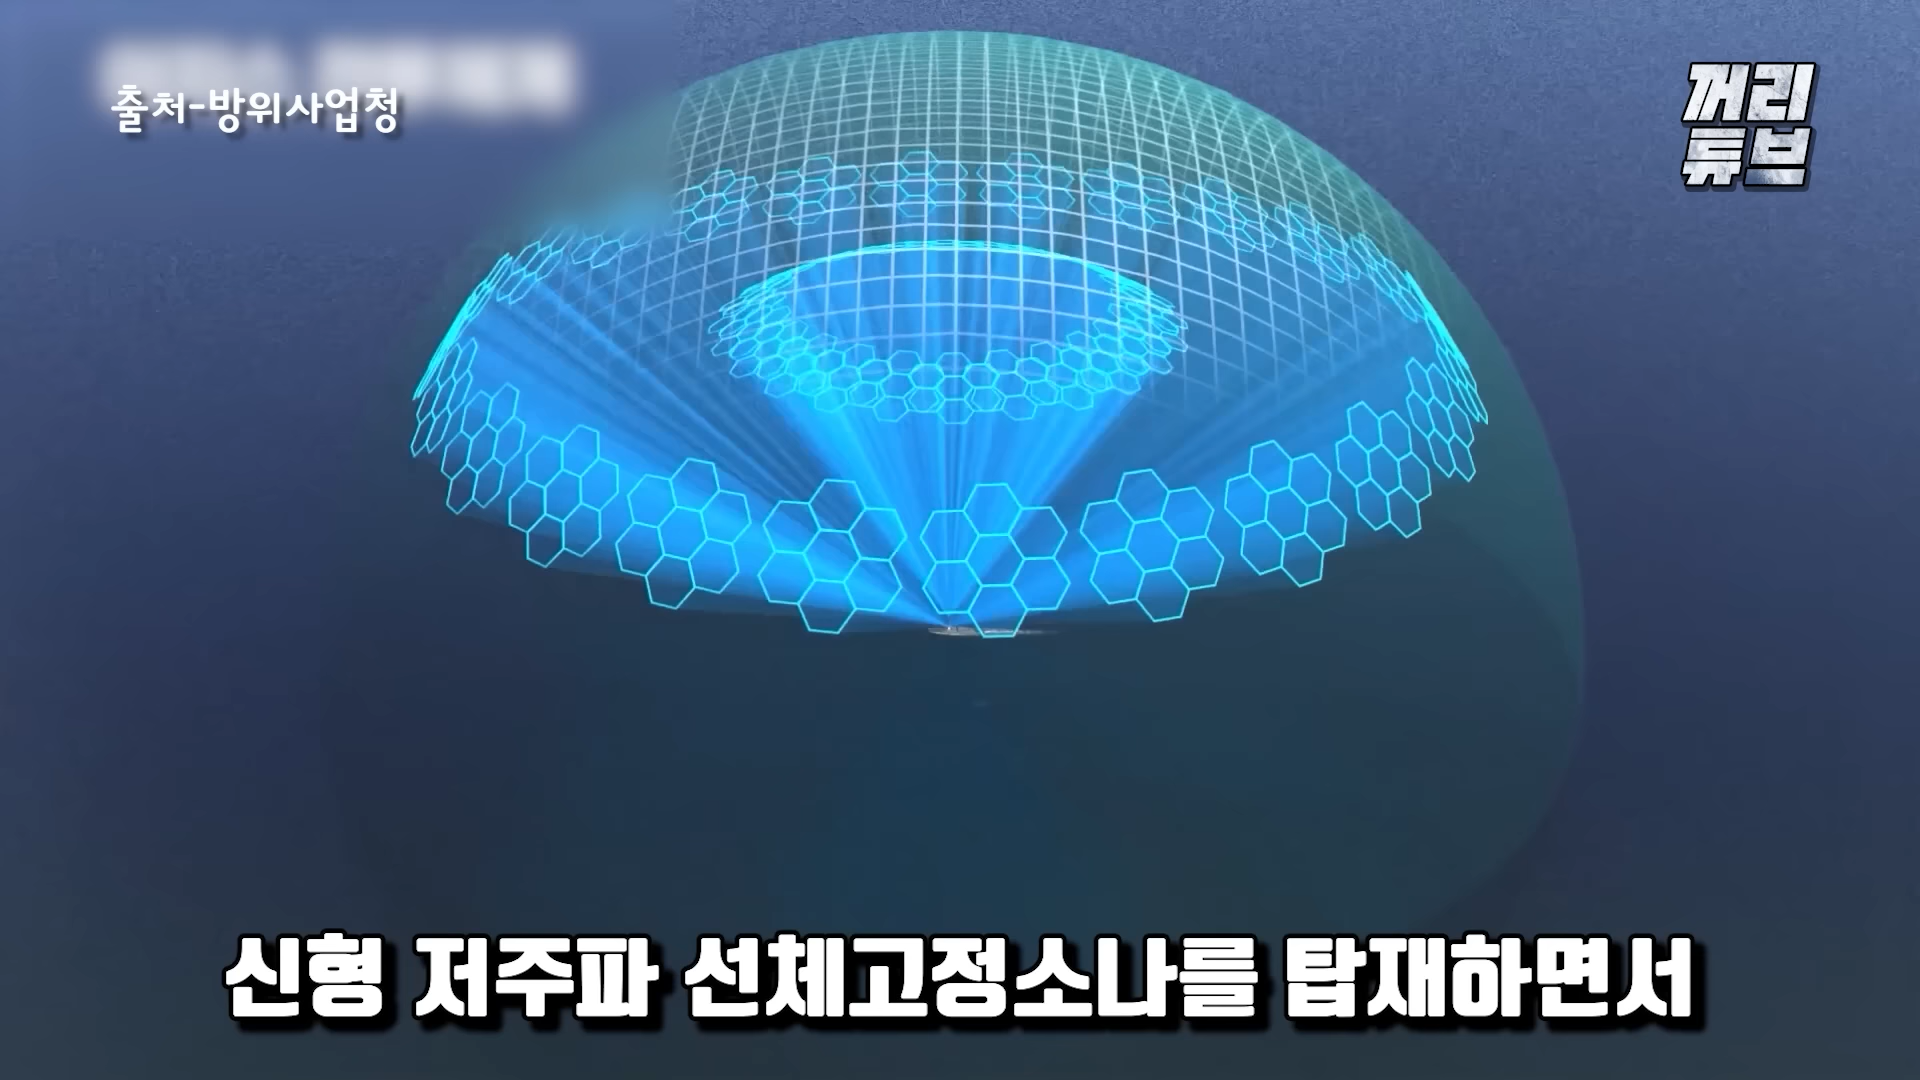 출처-방위사업청
꺼리
튜브
신형 저주파 선체고정소나를 탑재하면서